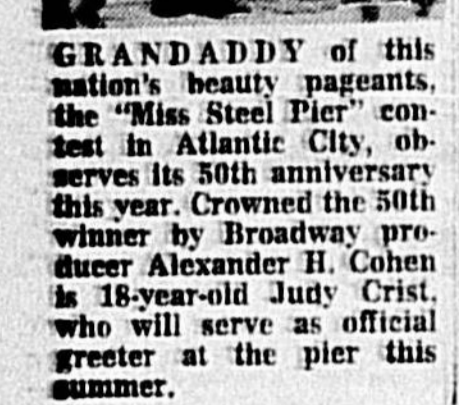 GRANDADDY of this
nation's beauty pageants,
the "Miss Steel Pier" con-
test in Atlantic City, ob-
serves its 50th anniversary
this year. Crowned the 50th
winner by Broadway pro-
ducer Alexander H. Cohen
is 18-year-old Judy Crist,
who will serve as official
greeter at the pier this
summer.